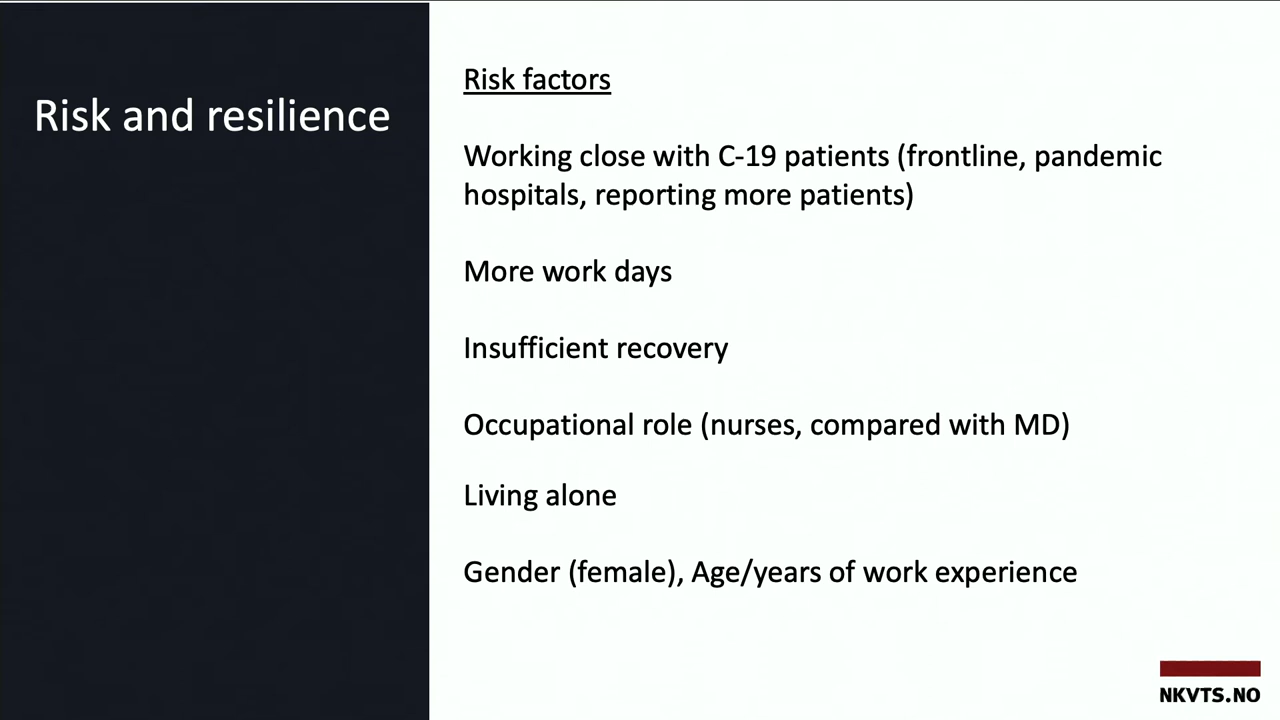 Risk and resilience
Risk factors
Working close with C-19 patients (frontline, pandemic
hospitals, reporting more patients)
More work days
Insufficient recovery
Occupational role (nurses, compared with MD)
Living alone
Gender (female), Age/years of work experience
NKVTS.NO